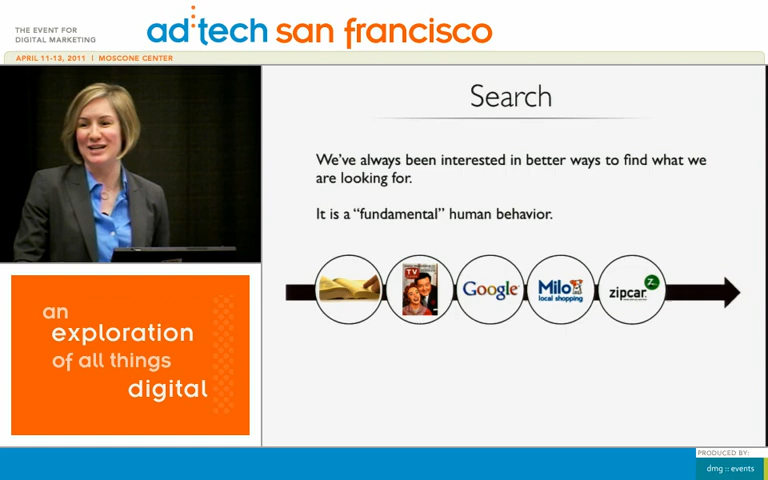 THE EVENT FOR
DIGITAL MARKETING
ad:tech san francisco
APRIL 11-13, 2011 | MOSCONE CENTER
Search
We've always been interested in better ways to find what we
are looking for.
It is a “fundamental” human behavior.
TV
Google
Milo
local shopping
zipcar
an
exploration
of all things
digital
PRODUCED BY:
dmg :: events